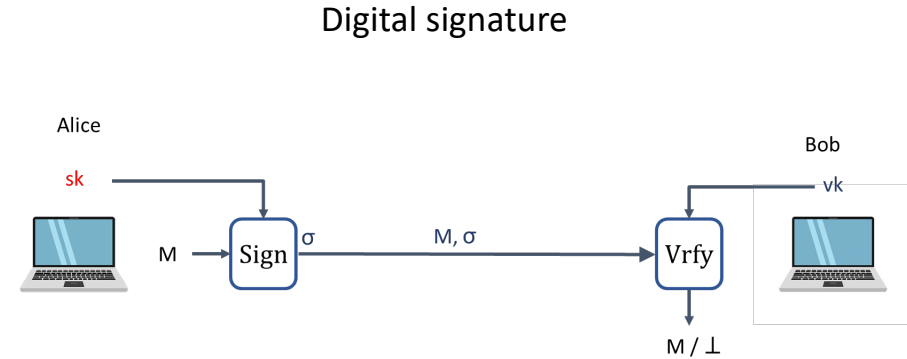 Digital signature
Alice
Bob
sk
vk
M
Sign
σ
M, σ
Vrfy
M / ⊥